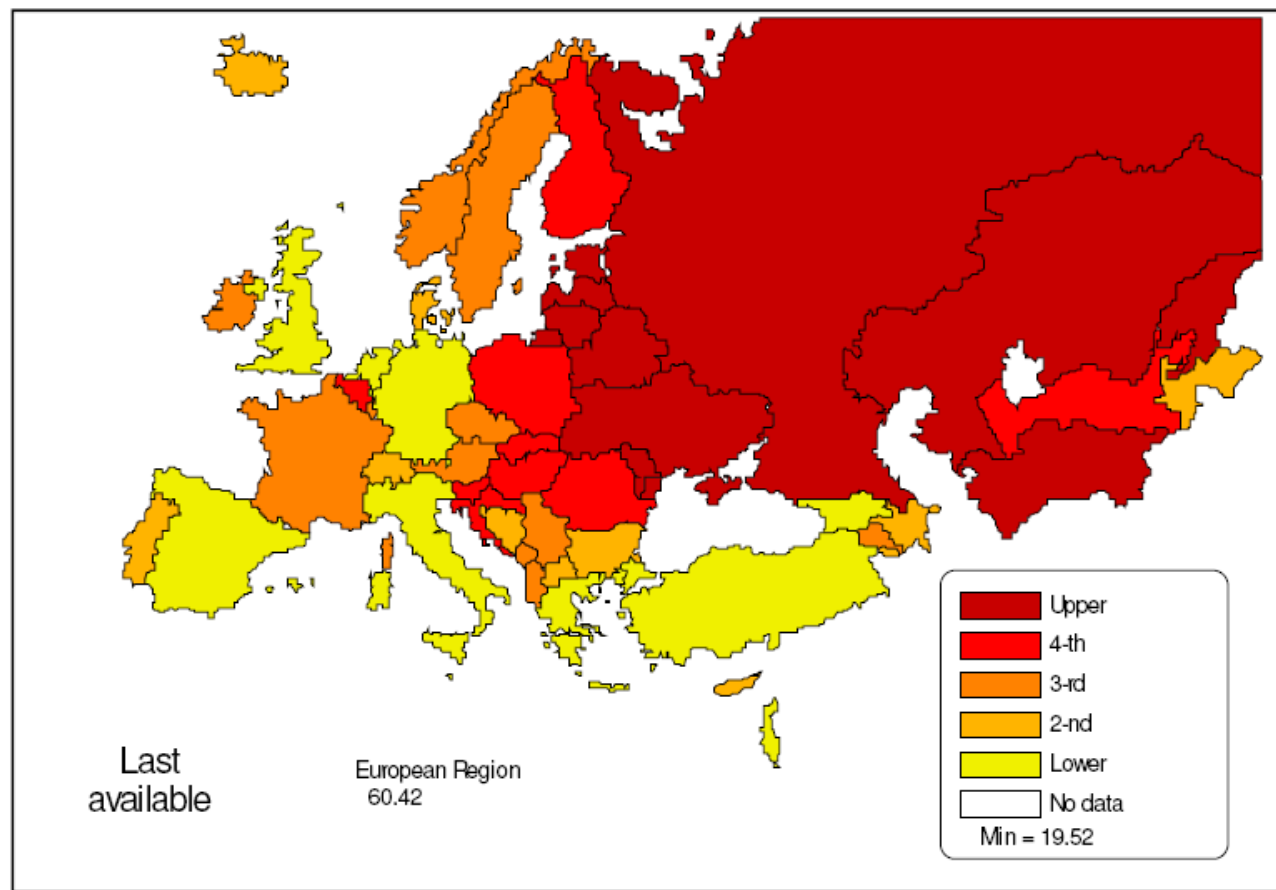 Last
available
European Region
60.42
Upper
4-th
3-rd
2-nd
Lower
No data
Min = 19.52